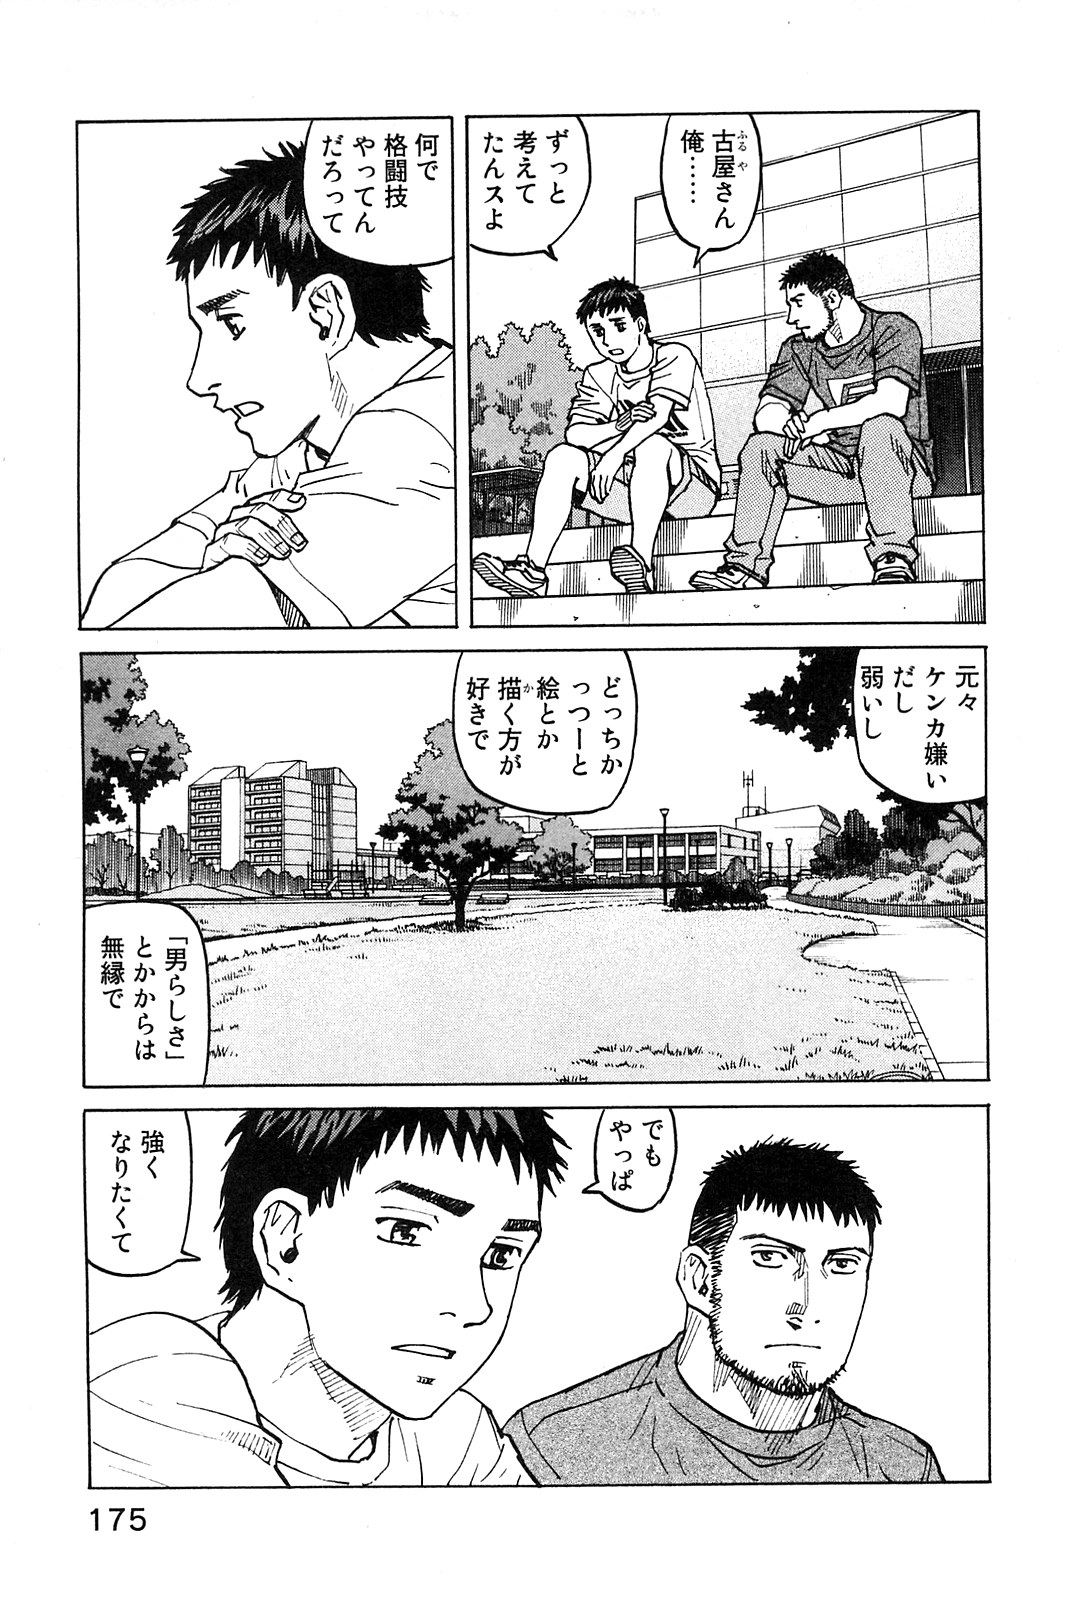 古屋さん
ふるや
俺……
ずっと
考えて
たんスよ
何で
格闘技
やってん
だろって
元々
ケンカ嫌い
だし
弱いし
どっちか
っつーと
絵とか
描く方が
か
好きで
「男らしさ」
とかからは
無縁で
でも
やっぱ
強く
なりたくて
175